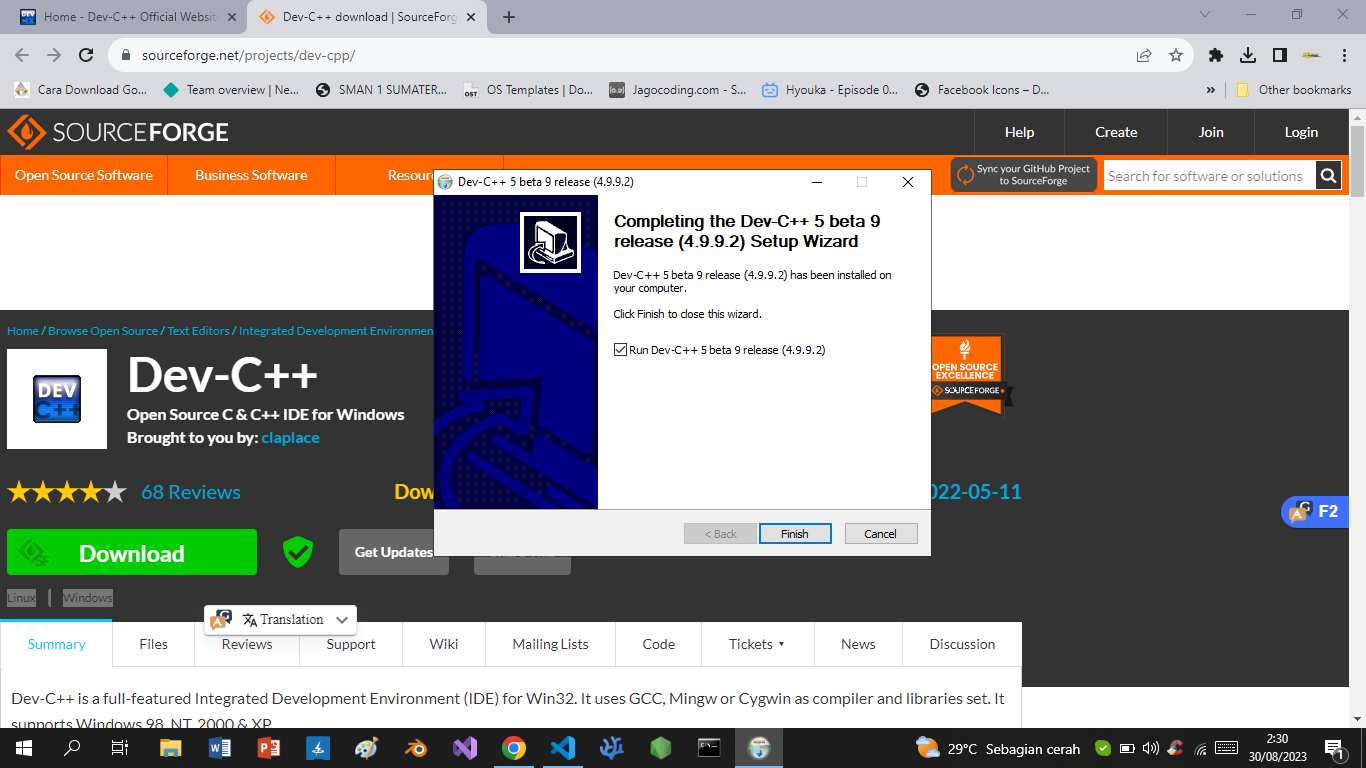 Home - Dev-C++ Official Website
Dev-C++ download | SourceForg
sourceforge.net/projects/dev-cpp/
Cara Download Go...
Team overview | Ne...
SMAN 1 SUMATER...
OS Templates | Do...
Jagocoding.com - S...
Hyouka - Episode 0...
Facebook Icons – D...
»
Other bookmarks
SOURCEFORGE
Help
Create
Join
Login
Open Source Software
Business Software
Resour
Sync your GitHub Project
to SourceForge
Search for software or solutions
Dev-C++ 5 beta 9 release (4.9.9.2)
Completing the Dev-C++ 5 beta 9
release (4.9.9.2) Setup Wizard
Dev-C++ 5 beta 9 release (4.9.9.2) has been installed on
your computer.
Click Finish to close this wizard.
Run Dev-C++ 5 beta 9 release (4.9.9.2)
< Back
Finish
Cancel
Home / Browse Open Source / Text Editors / Integrated Development Environmen
DEV
C++
Dev-C++
Open Source C & C++ IDE for Windows
Brought to you by: claplace
OPEN SOURCE
EXCELLENCE
SOURCEFORGE
68 Reviews
Dow
022-05-11
F2
SF
Download
Get Updates
Linux | Windows
Translation
Summary
Files
Reviews
Support
Wiki
Mailing Lists
Code
Tickets
News
Discussion
Dev-C++ is a full-featured Integrated Development Environment (IDE) for Win32. It uses GCC, Mingw or Cygwin as compiler and libraries set. It
supports Windows 98, NT, 2000 & XP.
29°C Sebagian cerah
2:30
30/08/2023
1